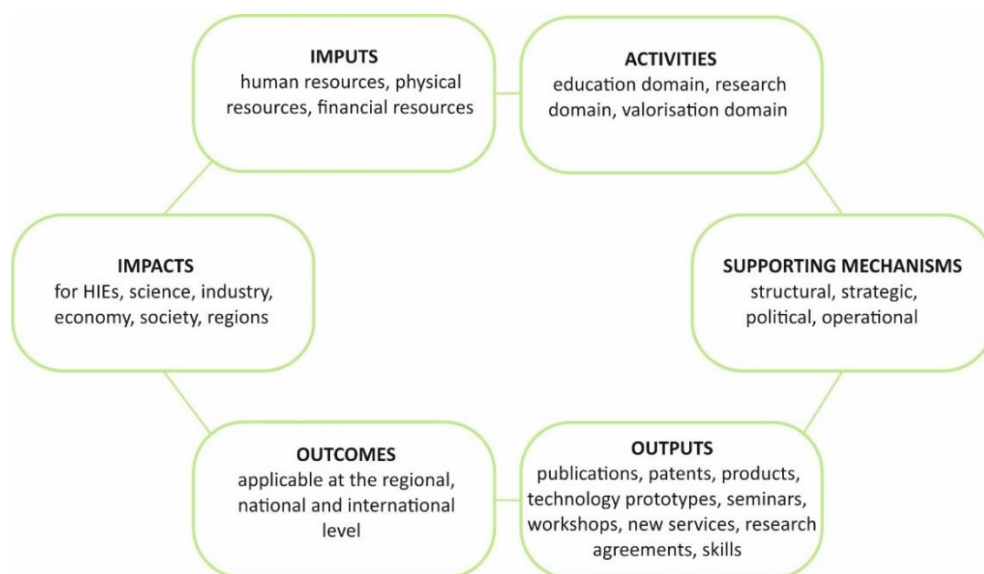 IMPUTS
human resources, physical
resources, financial resources
ACTIVITIES
education domain, research
domain, valorisation domain
IMPACTS
for HIEs, science, industry,
economy, society, regions
SUPPORTING MECHANISMS
structural, strategic,
political, operational
OUTCOMES
applicable at the regional,
national and international
level
OUTPUTS
publications, patents, products,
technology prototypes, seminars,
workshops, new services, research
agreements, skills